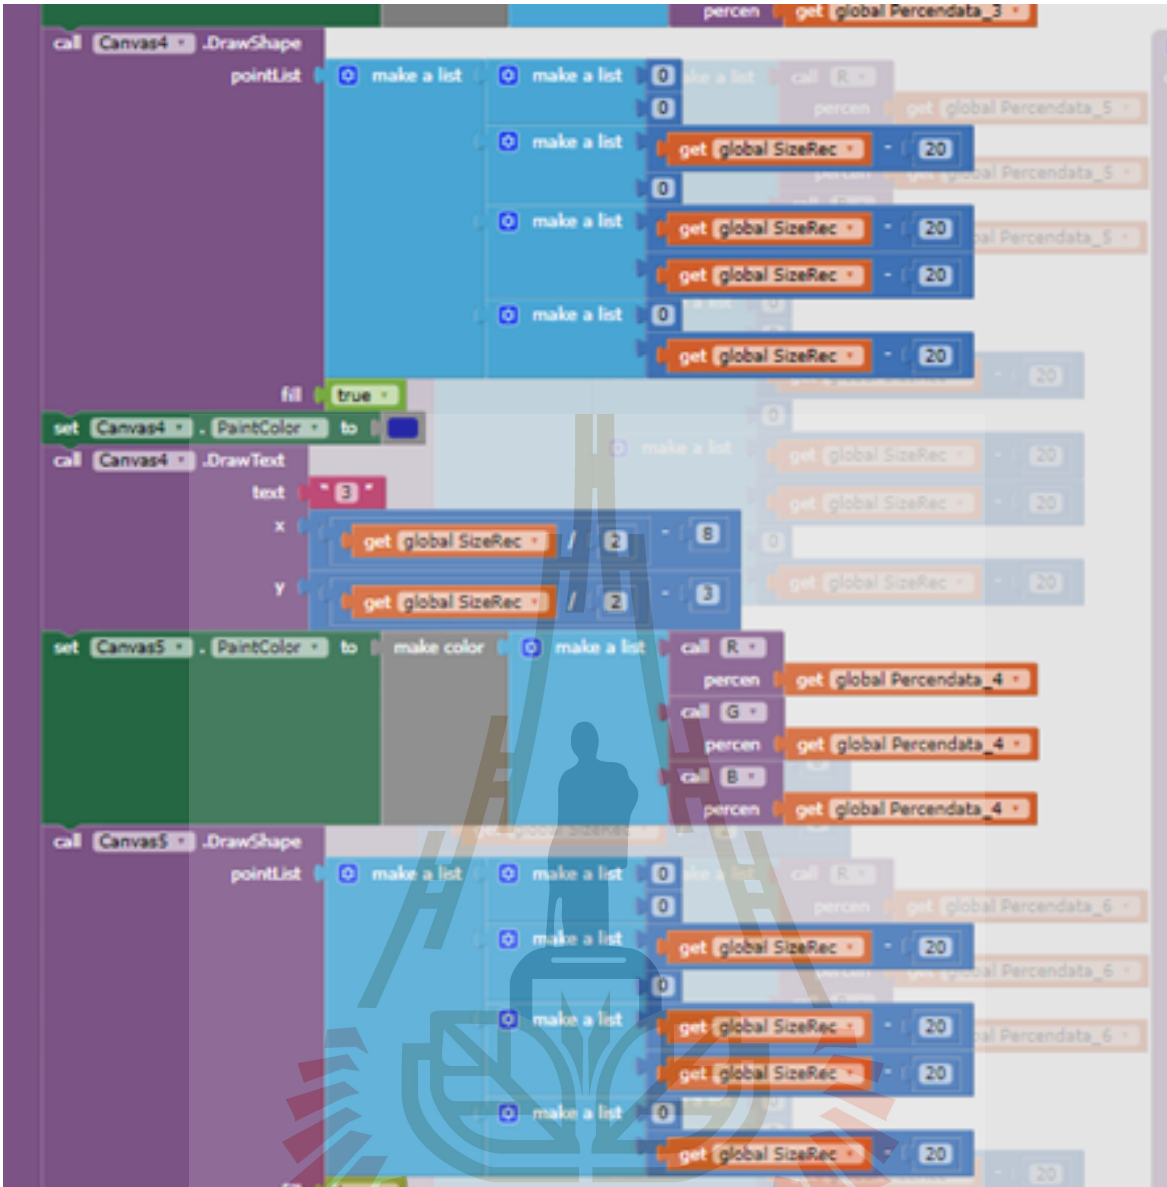 percen get global Percendata_3
call Canvas4 .DrawShape
pointList make a list make a list 0
0
make a list get global SizeRec - 20
0
make a list get global SizeRec - 20
get global SizeRec - 20
make a list 0
get global SizeRec - 20
fill true
set Canvas4 . PaintColor to
call Canvas4 .DrawText
text " 3 "
x get global SizeRec / 2 - 8
y get global SizeRec / 2 - 3
set Canvas5 . PaintColor to make color make a list call R
percen get global Percendata_4
call G
percen get global Percendata_4
call B
percen get global Percendata_4
call Canvas5 .DrawShape
pointList make a list make a list 0
0
make a list get global SizeRec - 20
0
make a list get global SizeRec - 20
get global SizeRec - 20
make a list 0
get global SizeRec - 20